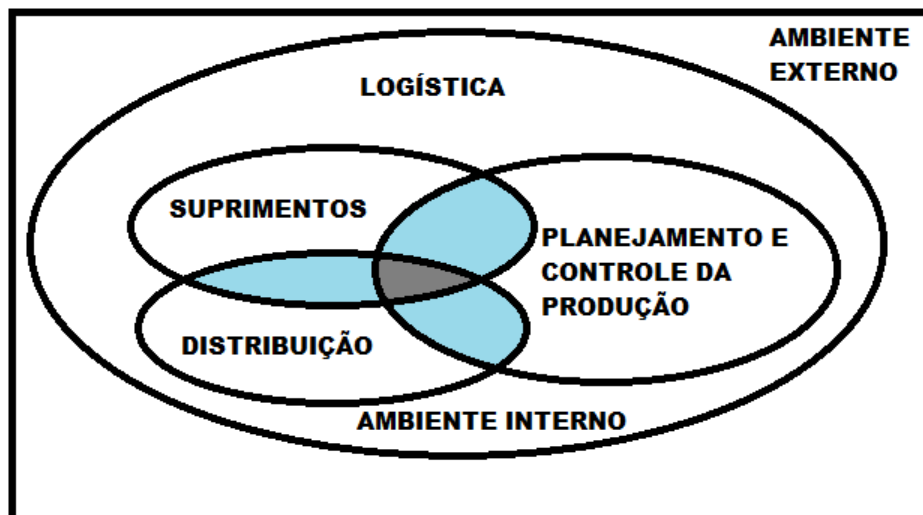 AMBIENTE
EXTERNO
LOGÍSTICA
SUPRIMENTOS
PLANEJAMENTO E
CONTROLE DA
PRODUÇÃO
DISTRIBUIÇÃO
AMBIENTE INTERNO